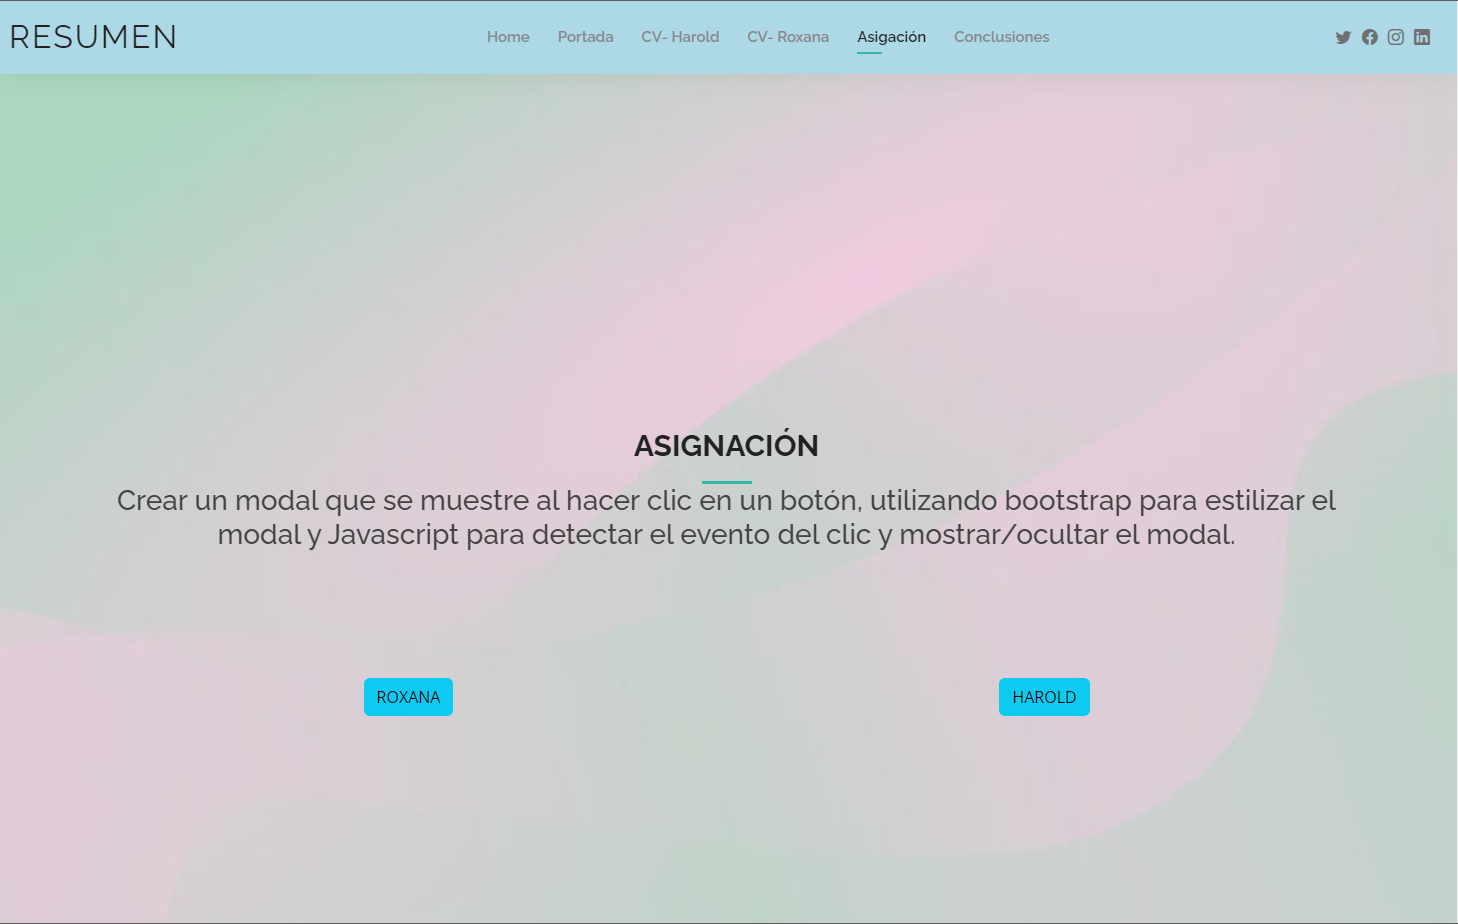 RESUMEN
Home Portada CV- Harold CV- Roxana Asigación Conclusiones
ASIGNACIÓN
Crear un modal que se muestre al hacer clic en un botón, utilizando bootstrap para estilizar el
modal y Javascript para detectar el evento del clic y mostrar/ocultar el modal.
ROXANA
HAROLD